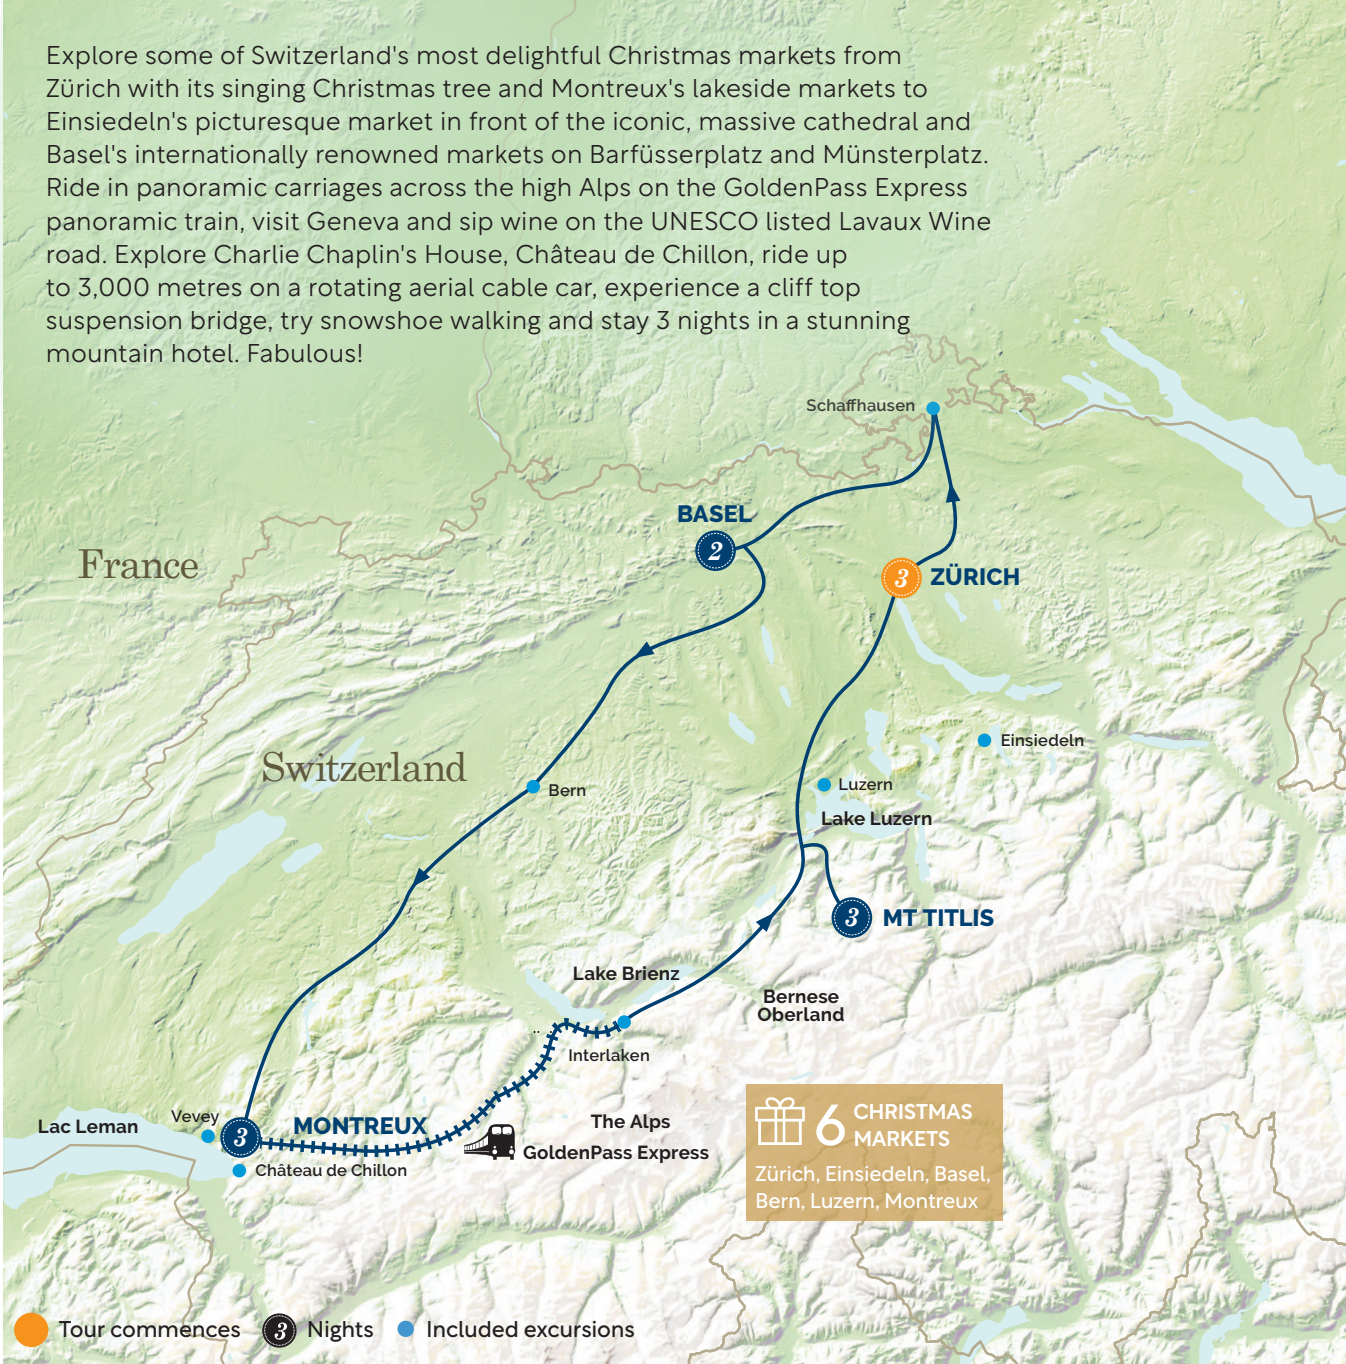 Explore some of Switzerland's most delightful Christmas markets from
Zürich with its singing Christmas tree and Montreux's lakeside markets to
Einsiedeln's picturesque market in front of the iconic, massive cathedral and
Basel's internationally renowned markets on Barfüsserplatz and Münsterplatz.
Ride in panoramic carriages across the high Alps on the GoldenPass Express
panoramic train, visit Geneva and sip wine on the UNESCO listed Lavaux Wine
road. Explore Charlie Chaplin's House, Château de Chillon, ride up
to 3,000 metres on a rotating aerial cable car, experience a cliff top
suspension bridge, try snowshoe walking and stay 3 nights in a stunning
mountain hotel. Fabulous!
Schaffhausen
BASEL
2
France
3 ZÜRICH
Einsiedeln
Switzerland
Bern
Luzern
Lake Luzern
3 MT TITLIS
Lake Brienz
Bernese
Oberland
Interlaken
Vevey
Lac Leman
3
MONTREUX
The Alps
GoldenPass Express
Château de Chillon
6 CHRISTMAS
MARKETS
Zürich, Einsiedeln, Basel,
Bern, Luzern, Montreux
Tour commences
3 Nights
Included excursions